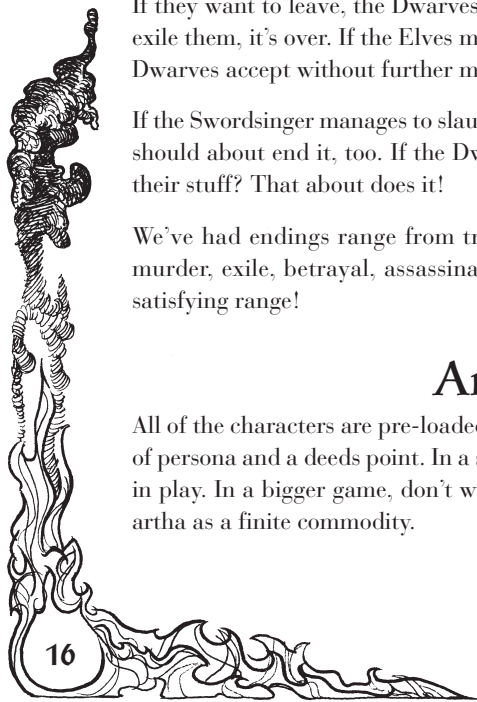 If they want to leave, the Dwarves
exile them, it's over. If the Elves m
Dwarves accept without further m
If the Swordsinger manages to slau
should about end it, too. If the Dw
their stuff? That about does it!
We've had endings range from tr
murder, exile, betrayal, assassina
satisfying range!
Ar
All of the characters are pre-loade
of persona and a deeds point. In a s
in play. In a bigger game, don't w
artha as a finite commodity.
16